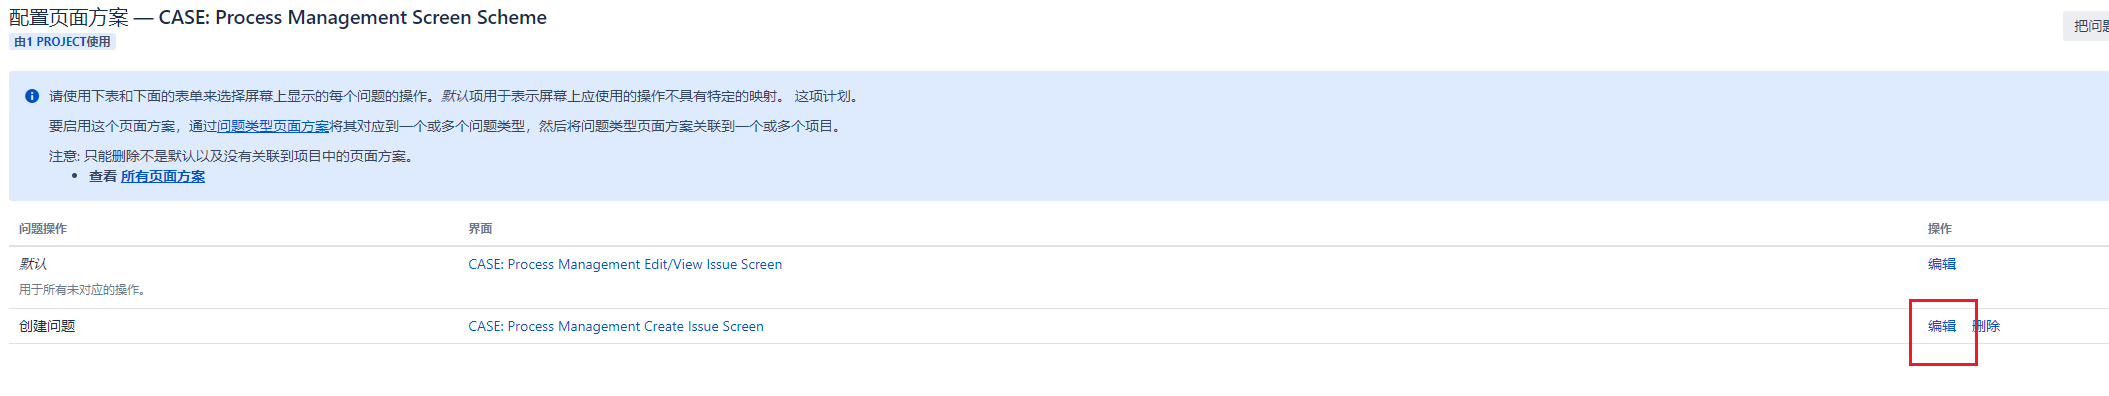 配置页面方案 — CASE: Process Management Screen Scheme
把问题
由1 PROJECT使用
请使用下表和下面的表单来选择屏幕上显示的每个问题的操作。默认项用于表示屏幕上应使用的操作不具有特定的映射。 这项计划。
要启用这个页面方案，通过问题类型页面方案将其对应到一个或多个问题类型，然后将问题类型页面方案关联到一个或多个项目。
注意: 只能删除不是默认以及没有关联到项目中的页面方案。
• 查看 所有页面方案
问题操作 界面 操作
默认 CASE: Process Management Edit/View Issue Screen 编辑
用于所有未对应的操作。
创建问题 CASE: Process Management Create Issue Screen 编辑 删除